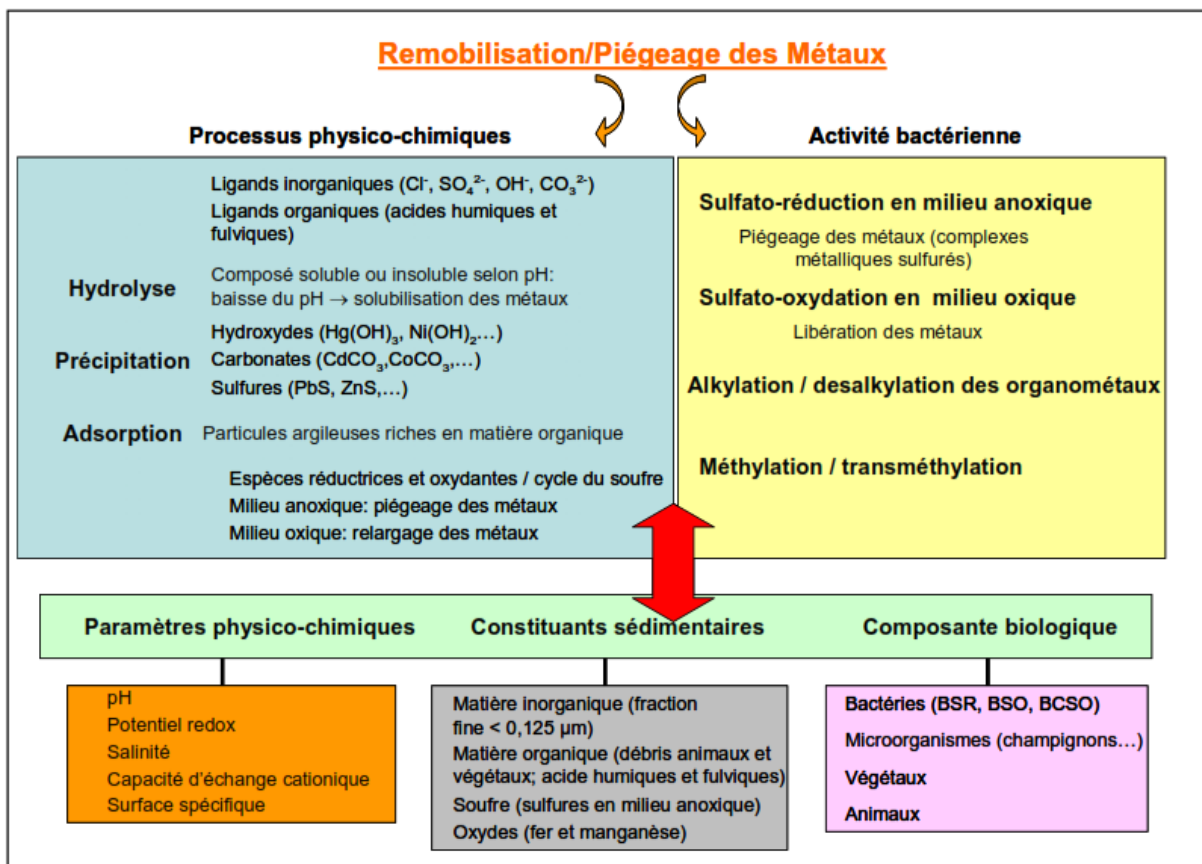 Remobilisation/Piégeage des Métaux
Processus physico-chimiques
Ligands inorganiques (Cl⁻, SO₄²⁻, OH⁻, CO₃²⁻)
Ligands organiques (acides humiques et
fulviques)
Hydrolyse
Composé soluble ou insoluble selon pH:
baisse du pH → solubilisation des métaux
Précipitation
Hydroxydes (Hg(OH)₃, Ni(OH)₂…)
Carbonates (CdCO₃,CoCO₃,…)
Sulfures (PbS, ZnS,…)
Adsorption
Particules argileuses riches en matière organique
Espèces réductrices et oxydantes / cycle du soufre
Milieu anoxique: piégeage des métaux
Milieu oxique: relargage des métaux
Activité bactérienne
Sulfato-réduction en milieu anoxique
Piégeage des métaux (complexes
métalliques sulfurés)
Sulfato-oxydation en milieu oxique
Libération des métaux
Alkylation / desalkylation des organométaux
Méthylation / transméthylation
Paramètres physico-chimiques
Constituants sédimentaires
Composante biologique
pH
Potentiel redox
Salinité
Capacité d'échange cationique
Surface spécifique
Matière inorganique (fraction
fine < 0,125 µm)
Matière organique (débris animaux et
végétaux; acide humiques et fulviques)
Soufre (sulfures en milieu anoxique)
Oxydes (fer et manganèse)
Bactéries (BSR, BSO, BCSO)
Microorganismes (champignons…)
Végétaux
Animaux